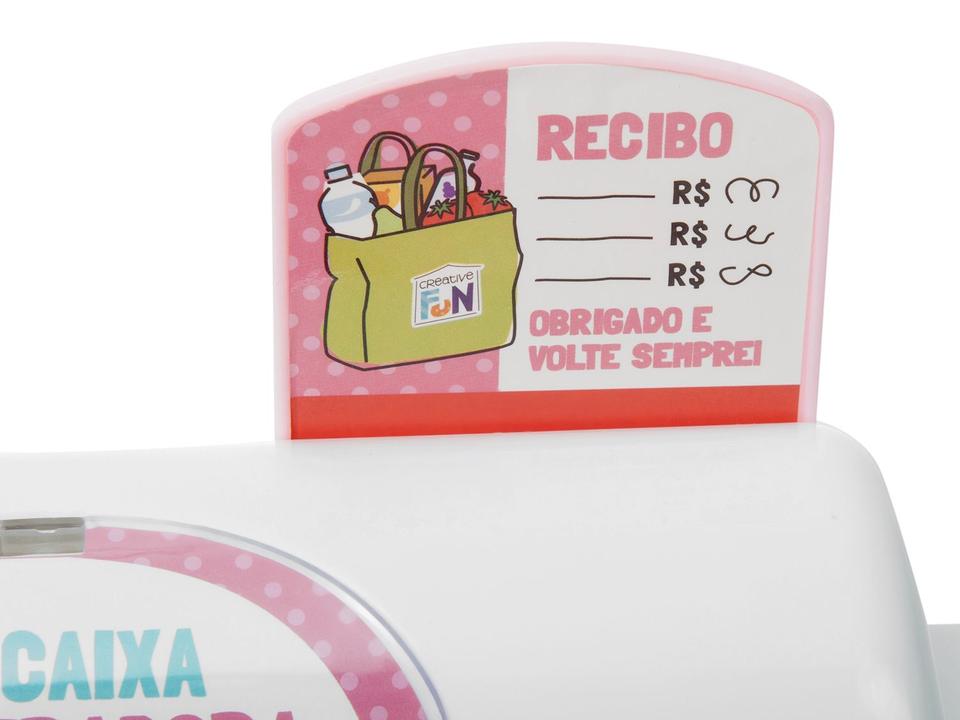 RECIBO
R$
R$
R$
OBRIGADO E
VOLTE SEMPRE!
creative
FuN
CAIXA